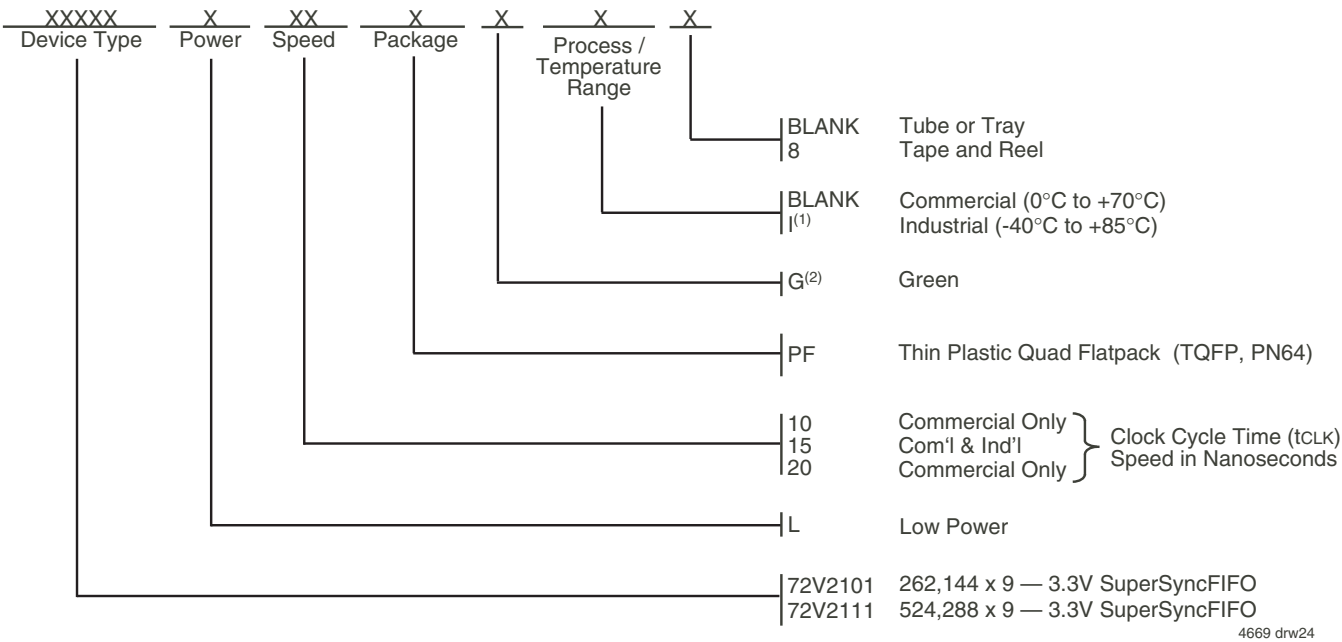 XXXXX X XX X X X X
Device Type Power Speed Package Process /
Temperature
Range
BLANK Tube or Tray
8 Tape and Reel
BLANK Commercial (0°C to +70°C)
I(1) Industrial (-40°C to +85°C)
G(2) Green
PF Thin Plastic Quad Flatpack (TQFP, PN64)
10 Commercial Only
15 Com'l & Ind'l
20 Commercial Only
Clock Cycle Time (tCLK)
Speed in Nanoseconds
L Low Power
72V2101 262,144 x 9 — 3.3V SuperSyncFIFO
72V2111 524,288 x 9 — 3.3V SuperSyncFIFO
4669 drw24